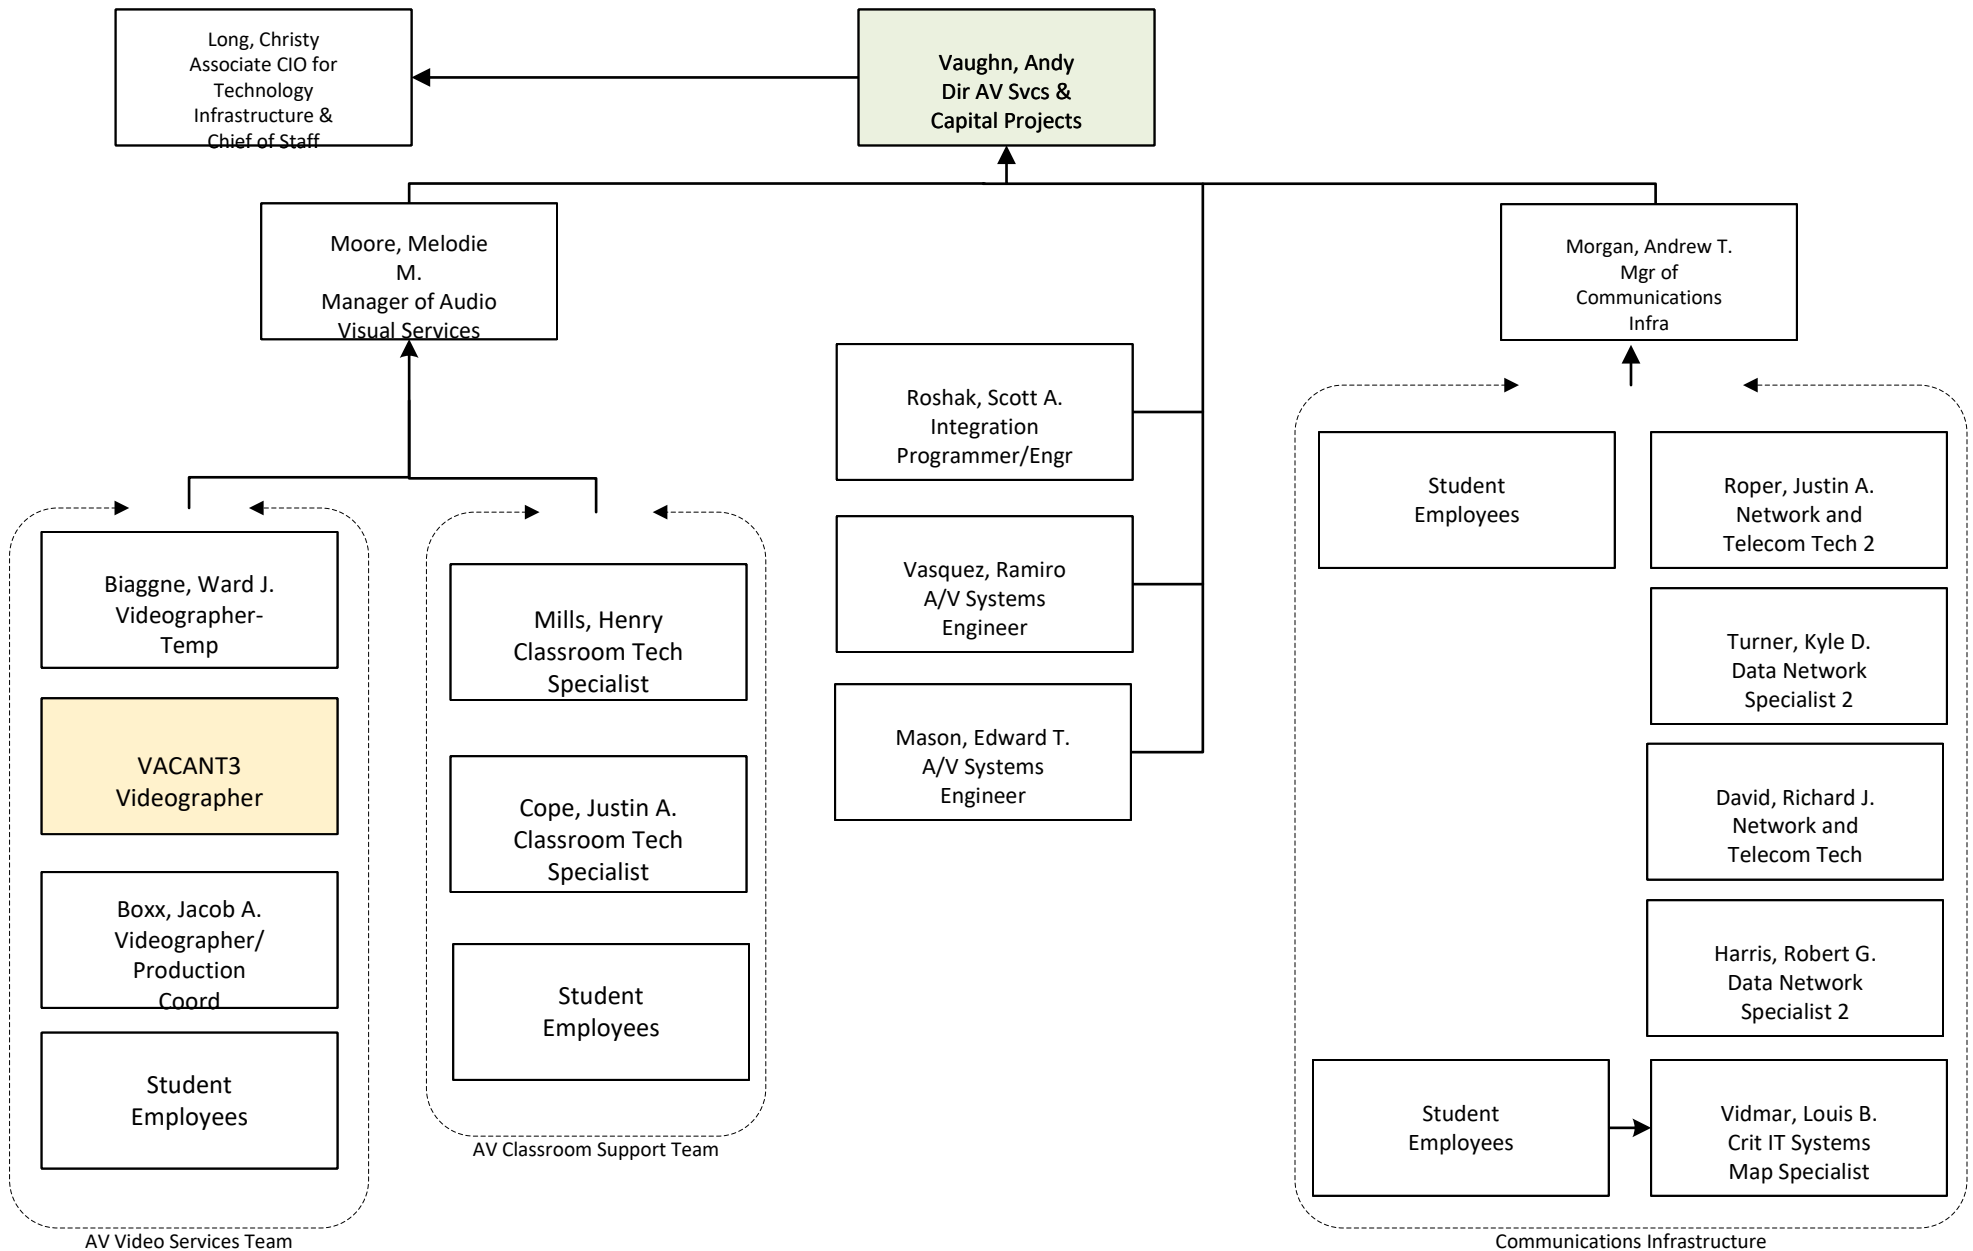 Long, Christy
Associate CIO for
Technology
Infrastructure &
Chief of Staff
Vaughn, Andy
Dir AV Svcs &
Capital Projects
Moore, Melodie
M.
Manager of Audio
Visual Services
Morgan, Andrew T.
Mgr of
Communications
Infra
Roshak, Scott A.
Integration
Programmer/Engr
Vasquez, Ramiro
A/V Systems
Engineer
Mason, Edward T.
A/V Systems
Engineer
Biaggne, Ward J.
Videographer-
Temp
VACANT3
Videographer
Boxx, Jacob A.
Videographer/
Production
Coord
Student
Employees
AV Video Services Team
Mills, Henry
Classroom Tech
Specialist
Cope, Justin A.
Classroom Tech
Specialist
Student
Employees
AV Classroom Support Team
Student
Employees
Roper, Justin A.
Network and
Telecom Tech 2
Turner, Kyle D.
Data Network
Specialist 2
David, Richard J.
Network and
Telecom Tech
Harris, Robert G.
Data Network
Specialist 2
Student
Employees
Vidmar, Louis B.
Crit IT Systems
Map Specialist
Communications Infrastructure